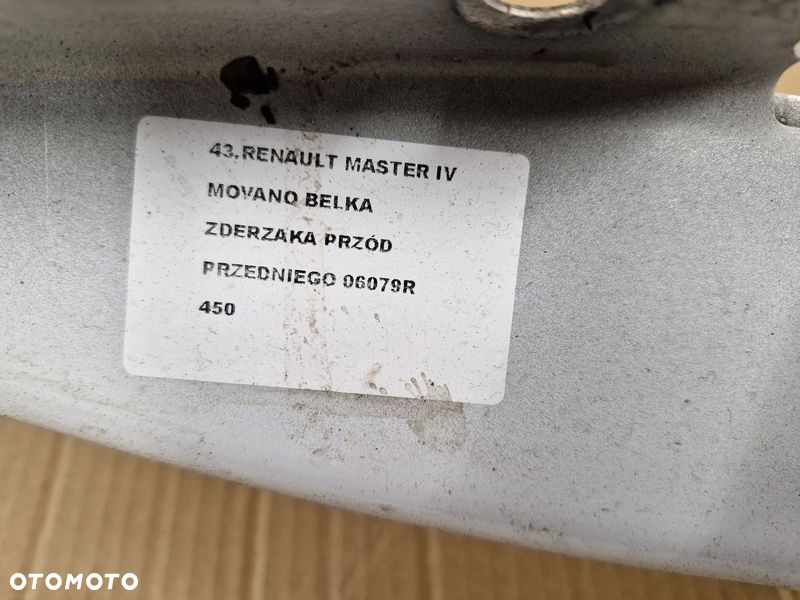 43.RENAULT MASTER IV
MOVANO BELKA
ZDERZAKA PRZÓD
PRZEDNIEGO 06079R
450
OTOMOTO